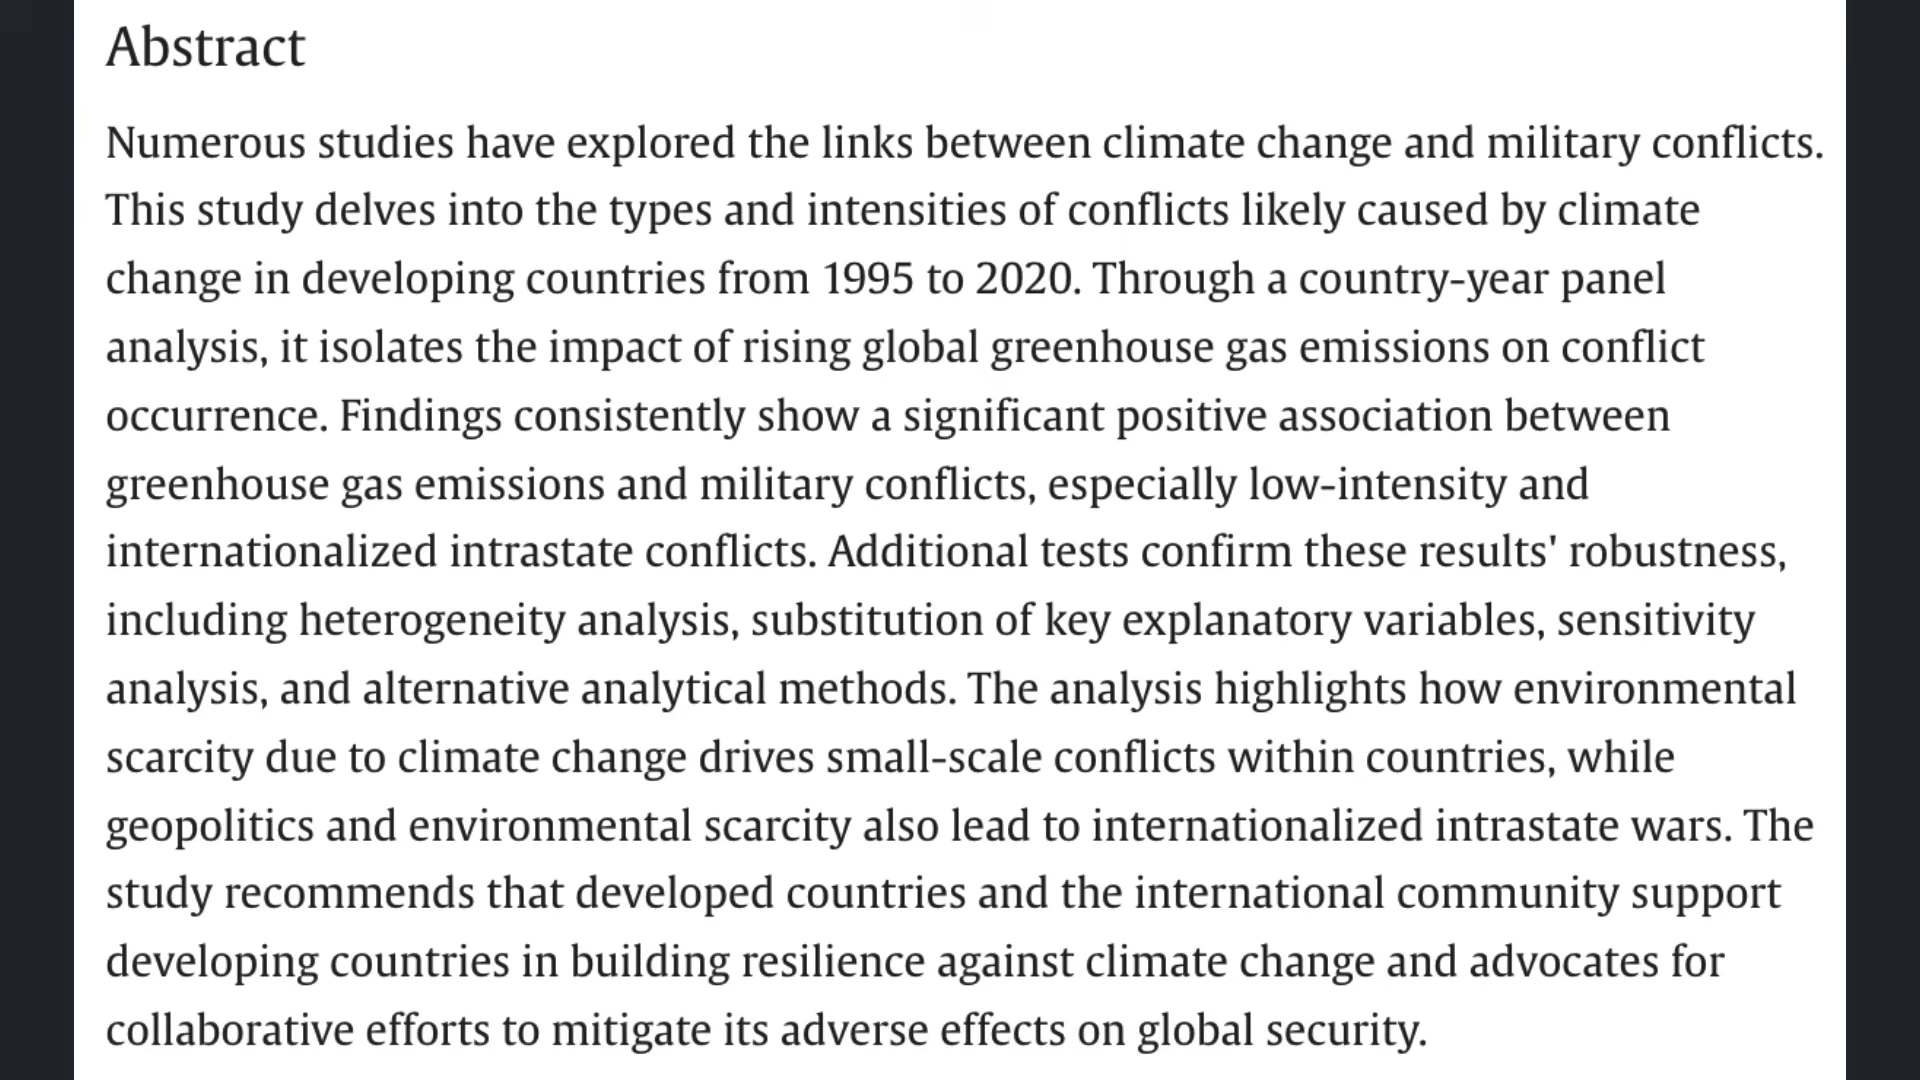 Abstract
Numerous studies have explored the links between climate change and military conflicts.
This study delves into the types and intensities of conflicts likely caused by climate
change in developing countries from 1995 to 2020. Through a country-year panel
analysis, it isolates the impact of rising global greenhouse gas emissions on conflict
occurrence. Findings consistently show a significant positive association between
greenhouse gas emissions and military conflicts, especially low-intensity and
internationalized intrastate conflicts. Additional tests confirm these results' robustness,
including heterogeneity analysis, substitution of key explanatory variables, sensitivity
analysis, and alternative analytical methods. The analysis highlights how environmental
scarcity due to climate change drives small-scale conflicts within countries, while
geopolitics and environmental scarcity also lead to internationalized intrastate wars. The
study recommends that developed countries and the international community support
developing countries in building resilience against climate change and advocates for
collaborative efforts to mitigate its adverse effects on global security.